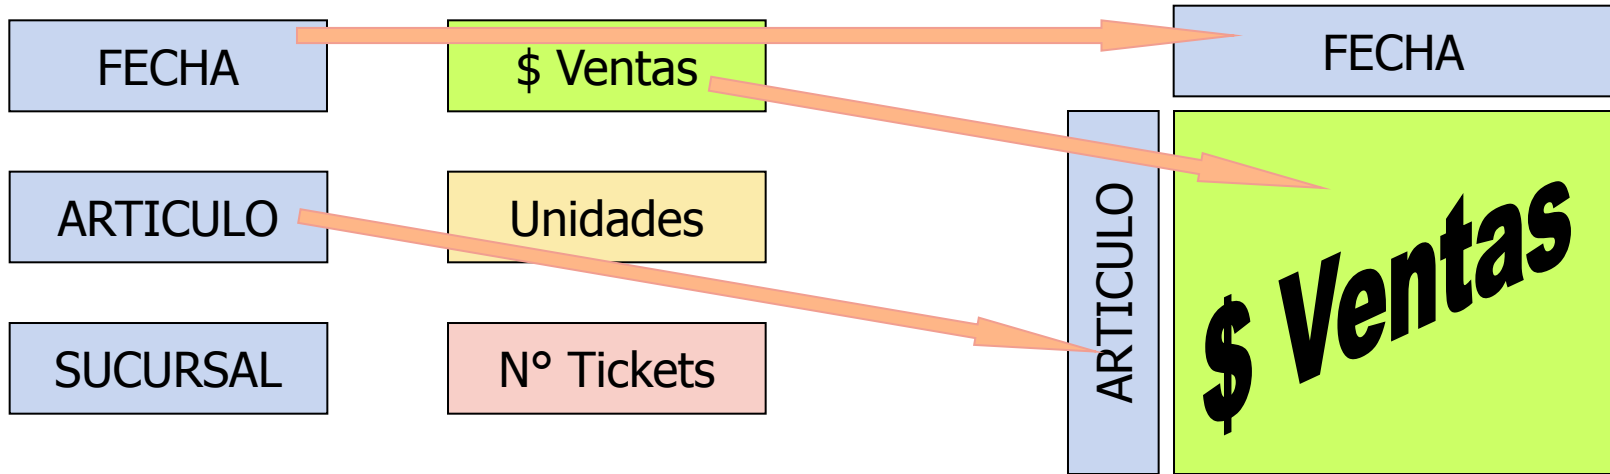 FECHA
$ Ventas
FECHA
ARTICULO
Unidades
ARTICULO
$ Ventas
SUCURSAL
N° Tickets